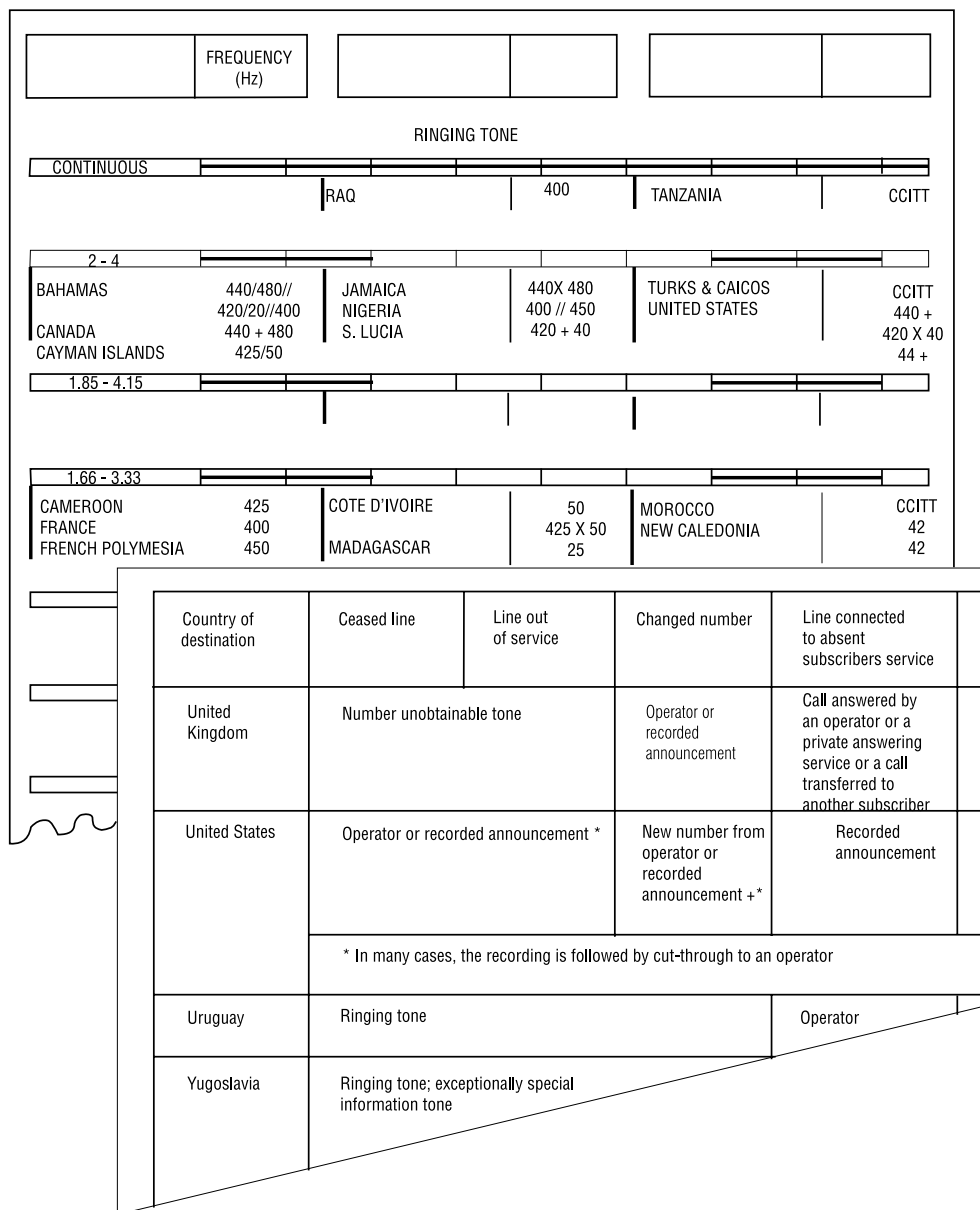 FREQUENCY
(Hz)
RINGING TONE
CONTINUOUS
RAQ 400 TANZANIA CCITT
2 - 4
BAHAMAS 440/480// JAMAICA 440X 480 TURKS & CAICOS CCITT
420/20//400 NIGERIA 400 // 450 UNITED STATES 440 +
CANADA 440 + 480 S. LUCIA 420 + 40 420 X 40
CAYMAN ISLANDS 425/50 44 +
1.85 - 4.15
1.66 - 3.33
CAMEROON 425 COTE D'IVOIRE 50 MOROCCO CCITT
FRANCE 400 425 X 50 NEW CALEDONIA 42
FRENCH POLYMESIA 450 MADAGASCAR 25 42
Country of
destination
Ceased line
Line out
of service
Changed number
Line connected
to absent
subscribers service
United
Kingdom
Number unobtainable tone
Operator or
recorded
announcement
Call answered by
an operator or a
private answering
service or a call
transferred to
another subscriber
United States
Operator or recorded announcement *
New number from
operator or
recorded
announcement +*
Recorded
announcement
* In many cases, the recording is followed by cut-through to an operator
Uruguay
Ringing tone
Operator
Yugoslavia
Ringing tone; exceptionally special
information tone